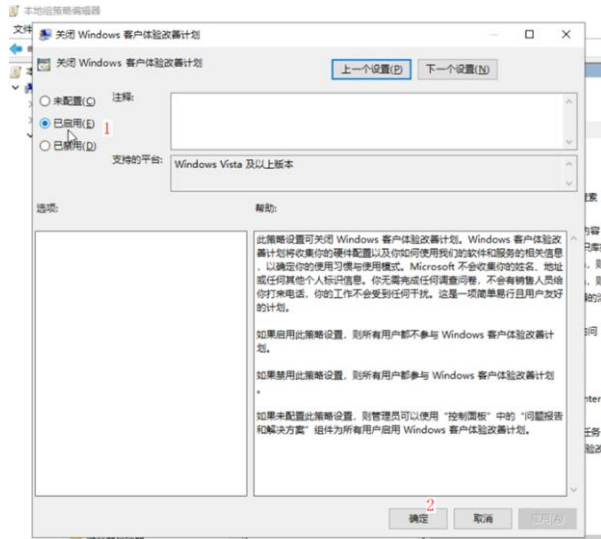 本地组策略编辑器
文件
关闭 Windows 客户体验改善计划
关闭 Windows 客户体验改善计划
上一个设置(P)
下一个设置(N)
未配置(C)
注释:
已启用(E)
1
已禁用(D)
支持的平台:
Windows Vista 及以上版本
选项:
帮助:
此策略设置可关闭 Windows 客户体验改善计划。Windows 客户体验改
善计划将收集你的硬件配置以及你如何使用我们的软件和服务的相关信息
，以确定你的使用习惯与使用模式。Microsoft 不会收集你的姓名、地址
或任何其他个人标识信息。你无需完成任何调查问卷，不会有销售人员给
你打来电话，你的工作不会受到任何干扰。这是一项简单易行且用户友好
的计划。
如果启用此策略设置，则所有用户都不参与 Windows 客户体验改善计
划。
如果禁用此策略设置，则所有用户都参与 Windows 客户体验改善计划
。
如果未配置此策略设置，则管理员可以使用“控制面板”中的“问题报告
和解决方案”组件为所有用户启用 Windows 客户体验改善计划。
2
确定
取消
应用(A)